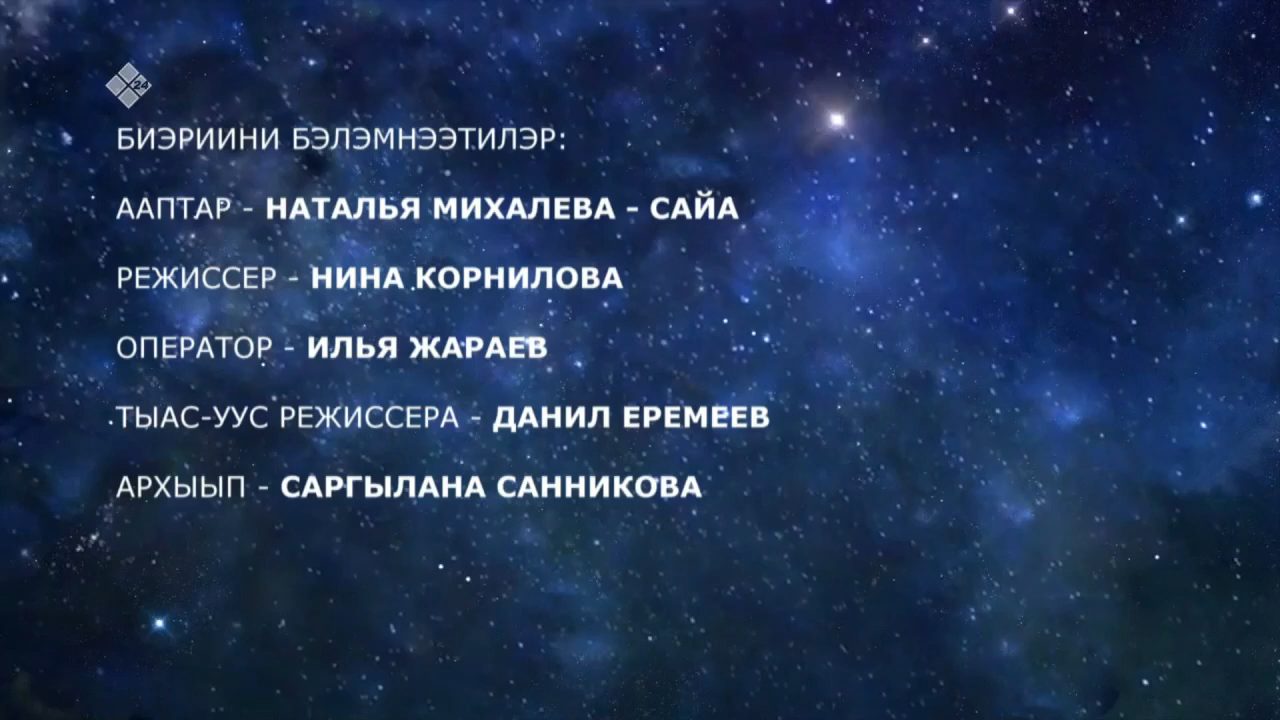 X24
БИЭРИИНИ БЭЛЭМНЭЭТИЛЭР:
ААПТАР - НАТАЛЬЯ МИХАЛЕВА – САЙА
РЕЖИССЕР - НИНА КОРНИЛОВА
ОПЕРАТОР - ИЛЬЯ ЖАРАЕВ
ТЫАС-УУС РЕЖИССЕРА - ДАНИЛ ЕРЕМЕЕВ
АРХЫЫП - САРГЫЛАНА САННИКОВА